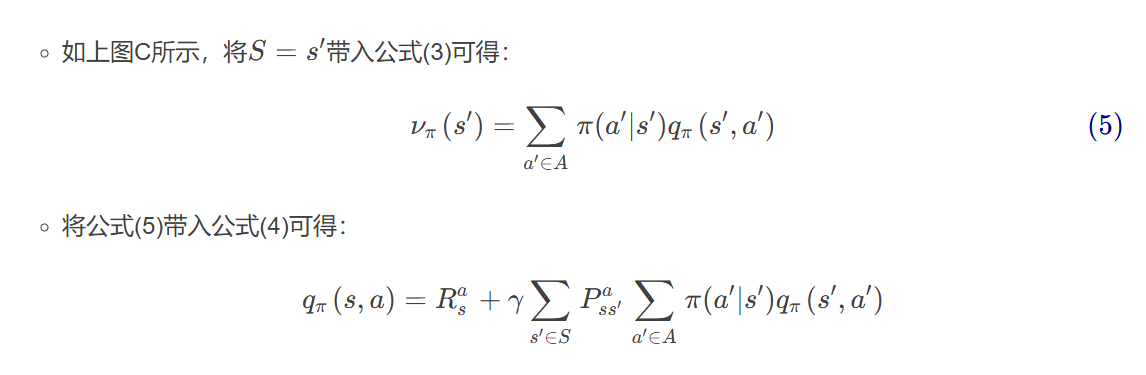 如上图C所示，将S = s′带入公式(3)可得：
ν_π(s′) = ∑_{a′∈A} π(a′|s′)q_π(s′, a′) (5)
将公式(5)带入公式(4)可得：
q_π(s, a) = R_s^a + γ ∑_{s′∈S} P_{ss′}^a ∑_{a′∈A} π(a′|s′)q_π(s′, a′)